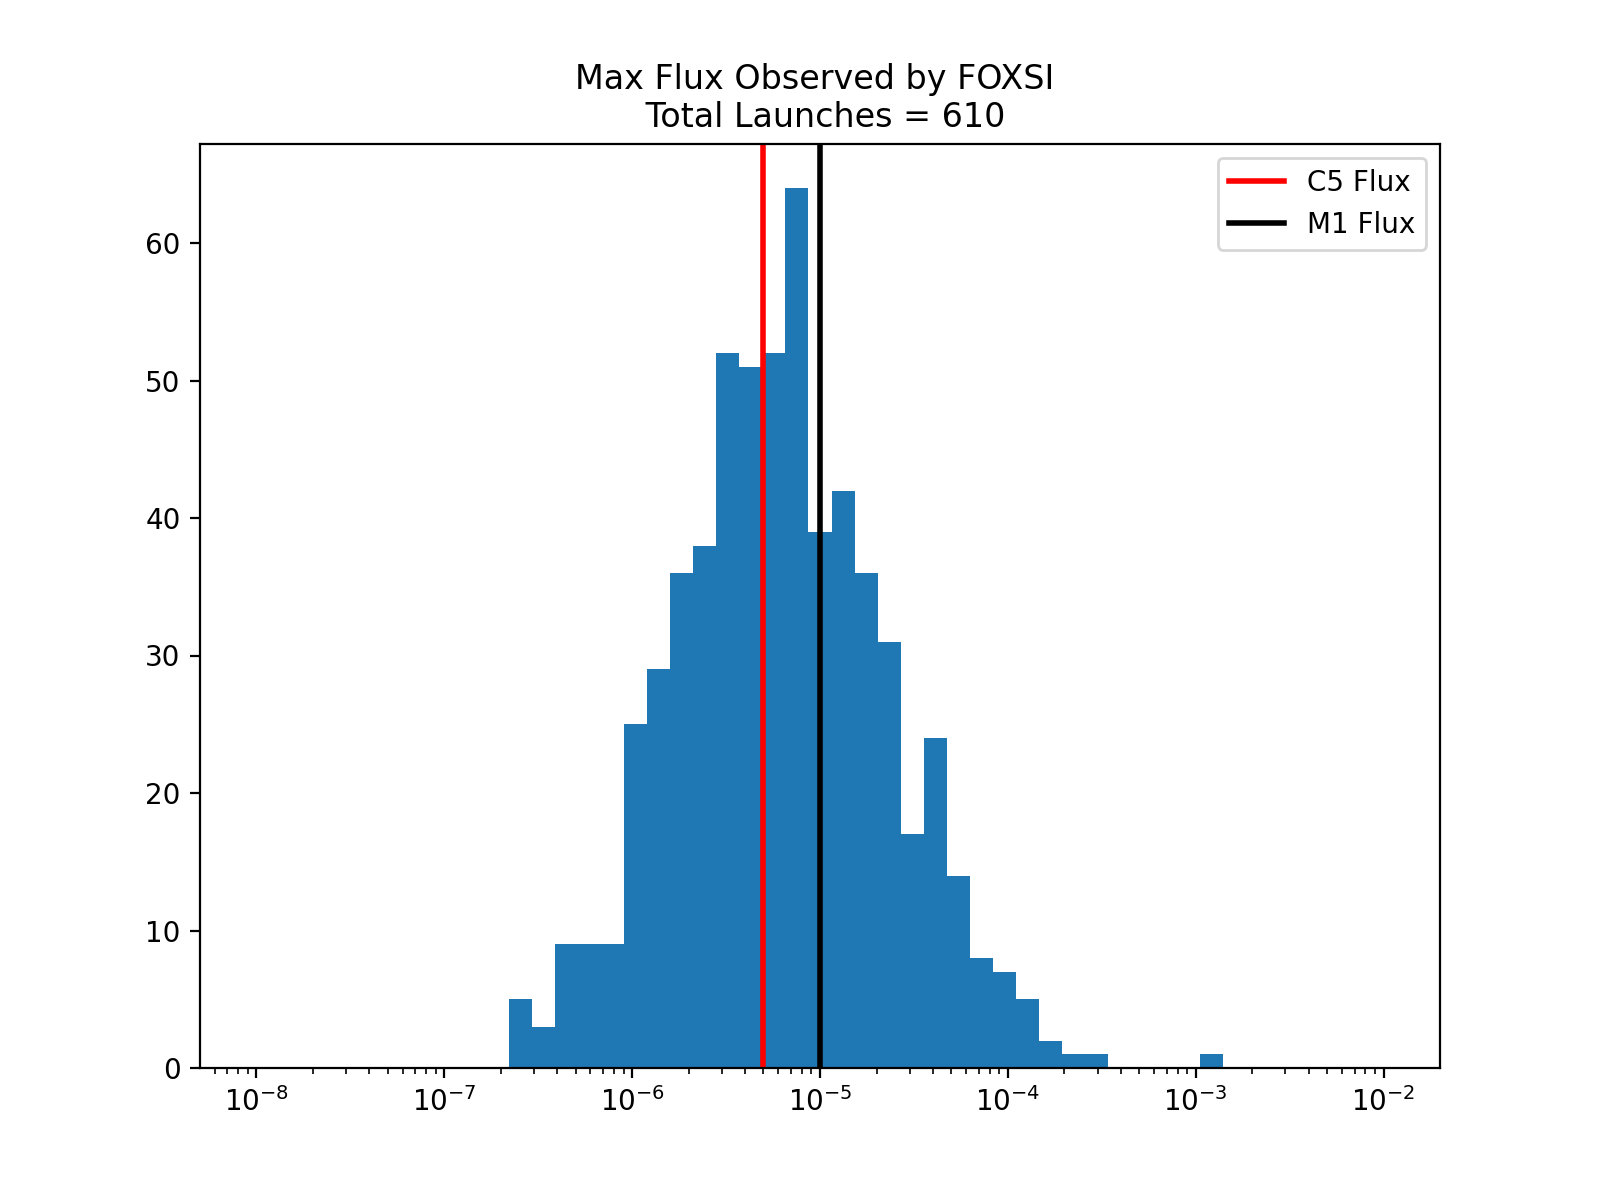 Max Flux Observed by FOXSI
Total Launches = 610
C5 Flux
M1 Flux
60
50
40
30
20
10
0
10⁻⁸ 10⁻⁷ 10⁻⁶ 10⁻⁵ 10⁻⁴ 10⁻³ 10⁻²